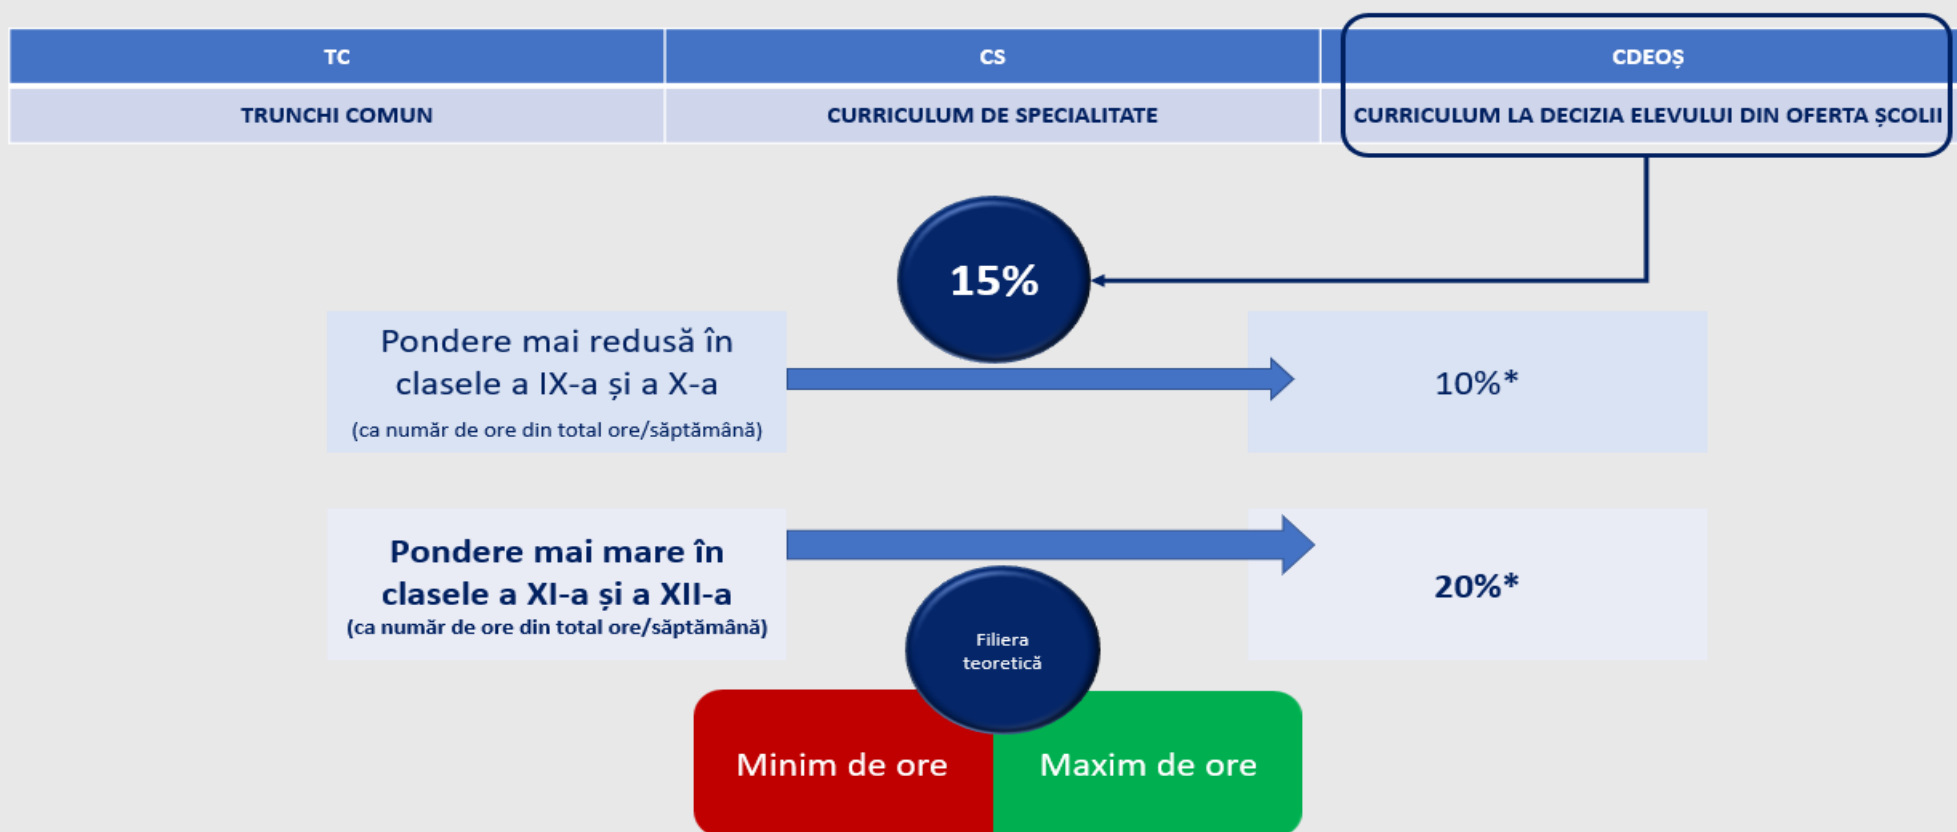 TC
CS
CDEOȘ
TRUNCHI COMUN
CURRICULUM DE SPECIALITATE
CURRICULUM LA DECIZIA ELEVULUI DIN OFERTA ȘCOLII
15%
Pondere mai redusă în
clasele a IX-a și a X-a
(ca număr de ore din total ore/săptămână)
10%*
Pondere mai mare în
clasele a XI-a și a XII-a
(ca număr de ore din total ore/săptămână)
20%*
Filiera
teoretică
Minim de ore
Maxim de ore